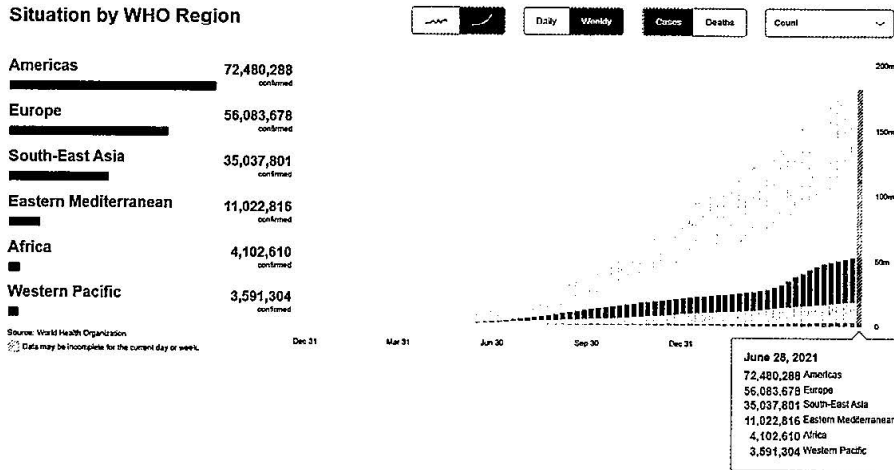 Situation by WHO Region
Daily Weekly
Cases Deaths
Count
Americas 72,480,288
confirmed
Europe 56,083,678
confirmed
South-East Asia 35,037,801
confirmed
Eastern Mediterranean 11,022,816
confirmed
Africa 4,102,610
confirmed
Western Pacific 3,591,304
confirmed
Source: World Health Organization
Data may be incomplete for the current day or week.
200m
150m
100m
50m
0
Dec 31 Mar 31 Jun 30 Sep 30 Dec 31
June 28, 2021
72,480,288 Americas
56,083,678 Europe
35,037,801 South-East Asia
11,022,816 Eastern Mediterranean
4,102,610 Africa
3,591,304 Western Pacific